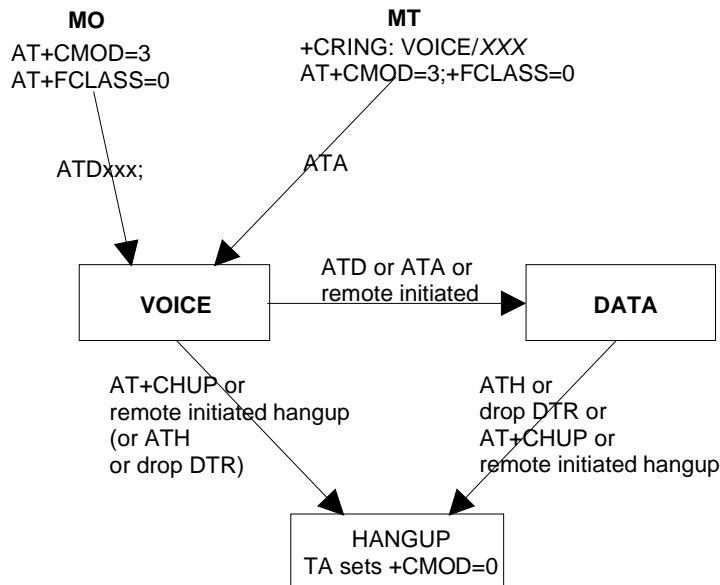 MO
AT+CMOD=3
AT+FCLASS=0
MT
+CRING: VOICE/XXX
AT+CMOD=3;+FCLASS=0
ATDxxx;
ATA
VOICE
ATD or ATA or
remote initiated
DATA
AT+CHUP or
remote initiated hangup
(or ATH
or drop DTR)
ATH or
drop DTR or
AT+CHUP or
remote initiated hangup
HANGUP
TA sets +CMOD=0